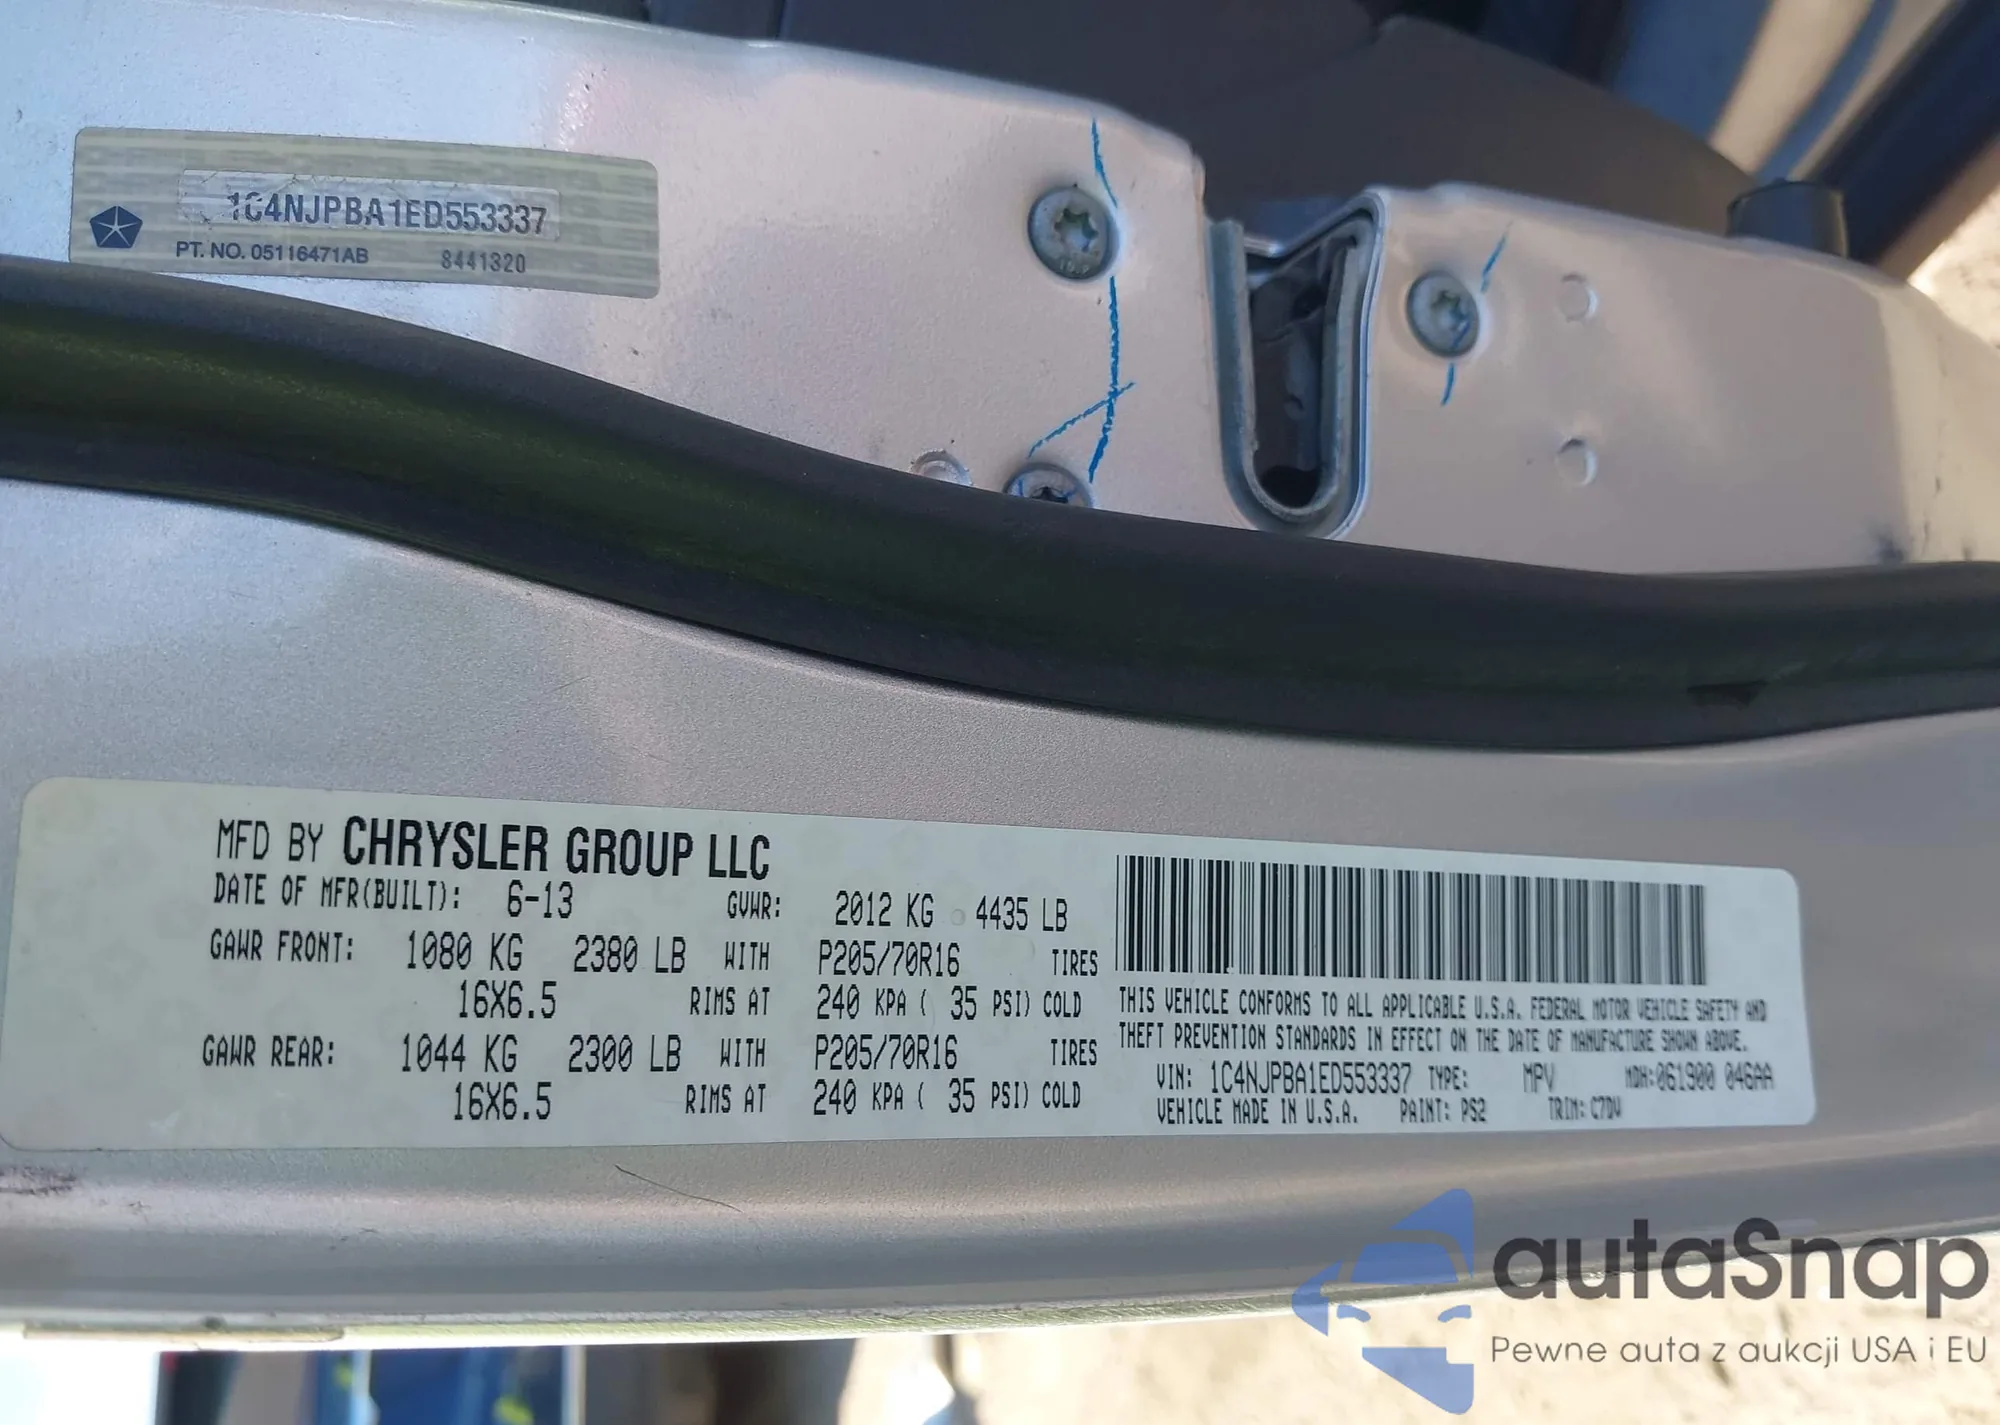 1C4NJPBA1ED553337
PT. NO. 05116471AB 8441320
MFD BY CHRYSLER GROUP LLC
DATE OF MFR(BUILT): 6-13 GVWR: 2012 KG 4435 LB
GAWR FRONT: 1080 KG 2380 LB WITH P205/70R16 TIRES
16X6.5 RIMS AT 240 KPA ( 35 PSI) COLD
GAWR REAR: 1044 KG 2300 LB WITH P205/70R16 TIRES
16X6.5 RIMS AT 240 KPA ( 35 PSI) COLD
THIS VEHICLE CONFORMS TO ALL APPLICABLE U.S.A. FEDERAL MOTOR VEHICLE SAFETY AND
THEFT PREVENTION STANDARDS IN EFFECT ON THE DATE OF MANUFACTURE SHOWN ABOVE.
VIN: 1C4NJPBA1ED553337 TYPE: MPV MDH:061900 046AA
VEHICLE MADE IN U.S.A. PAINT: PS2 TRIM: C7DV
autaSnap
Pewne auta z aukcji USA i EU